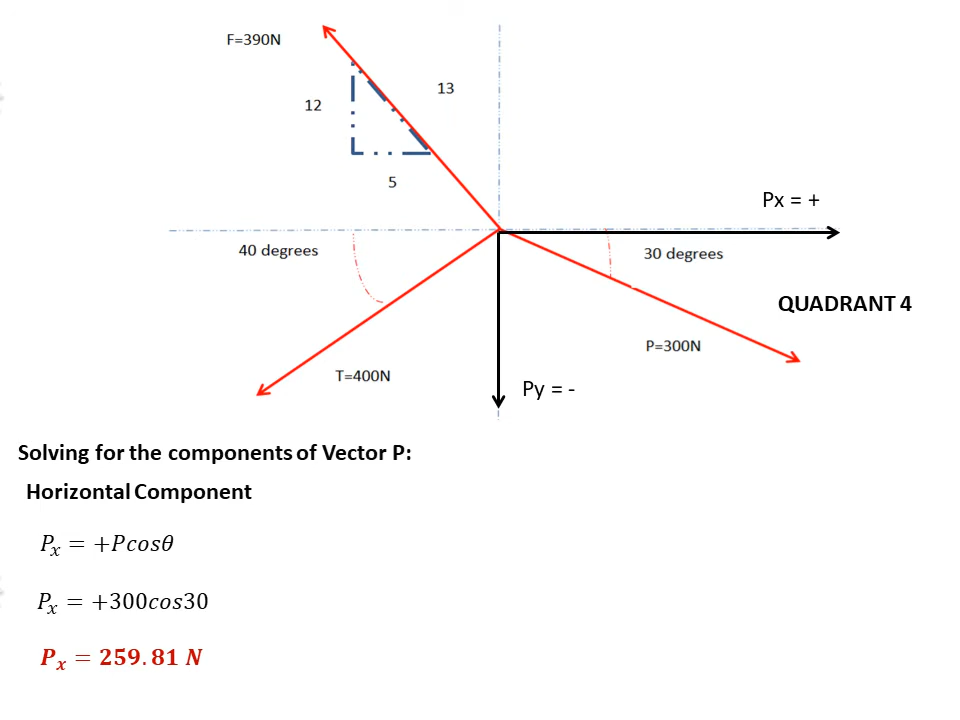 F=390N
13
12
5
Px = +
40 degrees
30 degrees
QUADRANT 4
P=300N
T=400N
Py = -
Solving for the components of Vector P:
Horizontal Component
Pₓ = +Pcosθ
Pₓ = +300cos30
Pₓ = 259.81 N